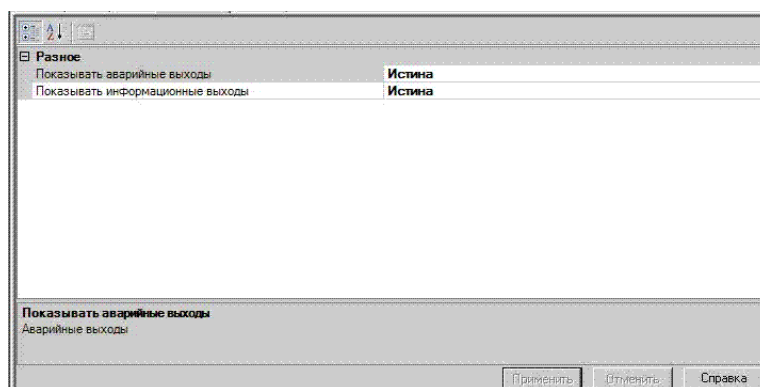 Разное
Показывать аварийные выходы Истина
Показывать информационные выходы Истина
Показывать аварийные выходы
Аварийные выходы
Применить Отменить Справка